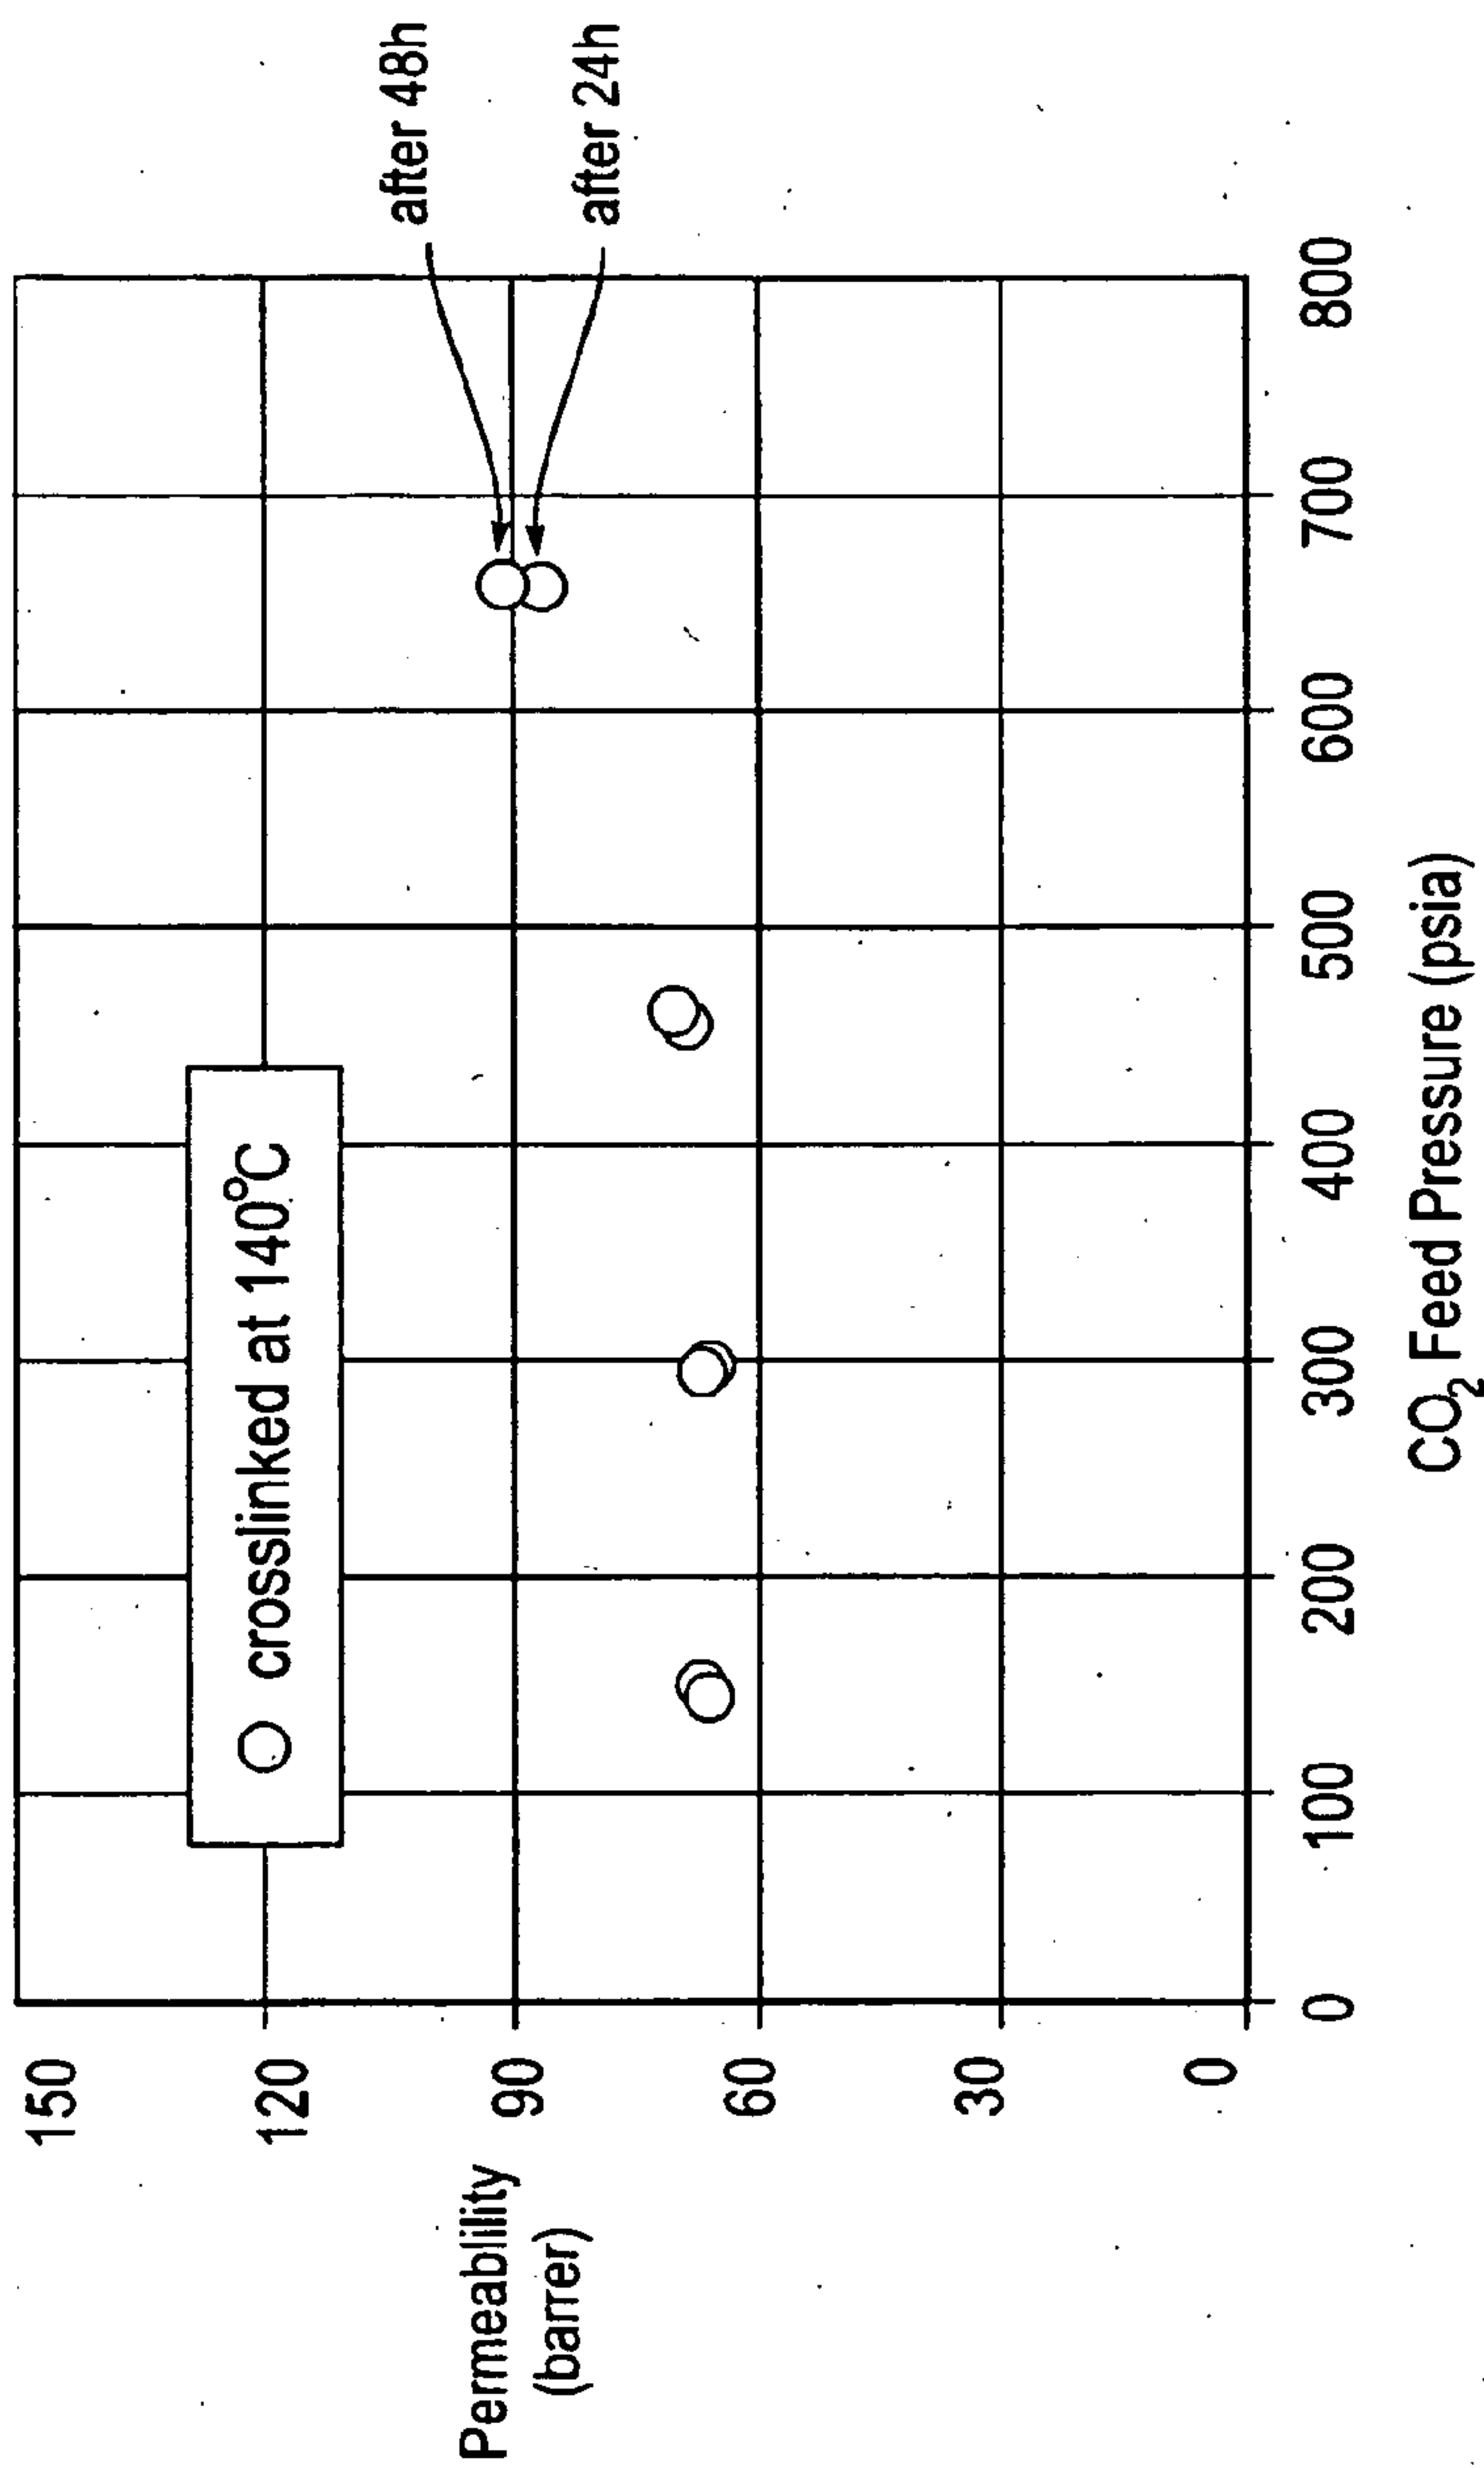 150
120
90
60
30
0
Permeablility
(barrer)
○ crosslinked at 140°C
after 48h
after 24h
0 100 200 300 400 500 600 700 800
CO₂ Feed Pressure (psia)